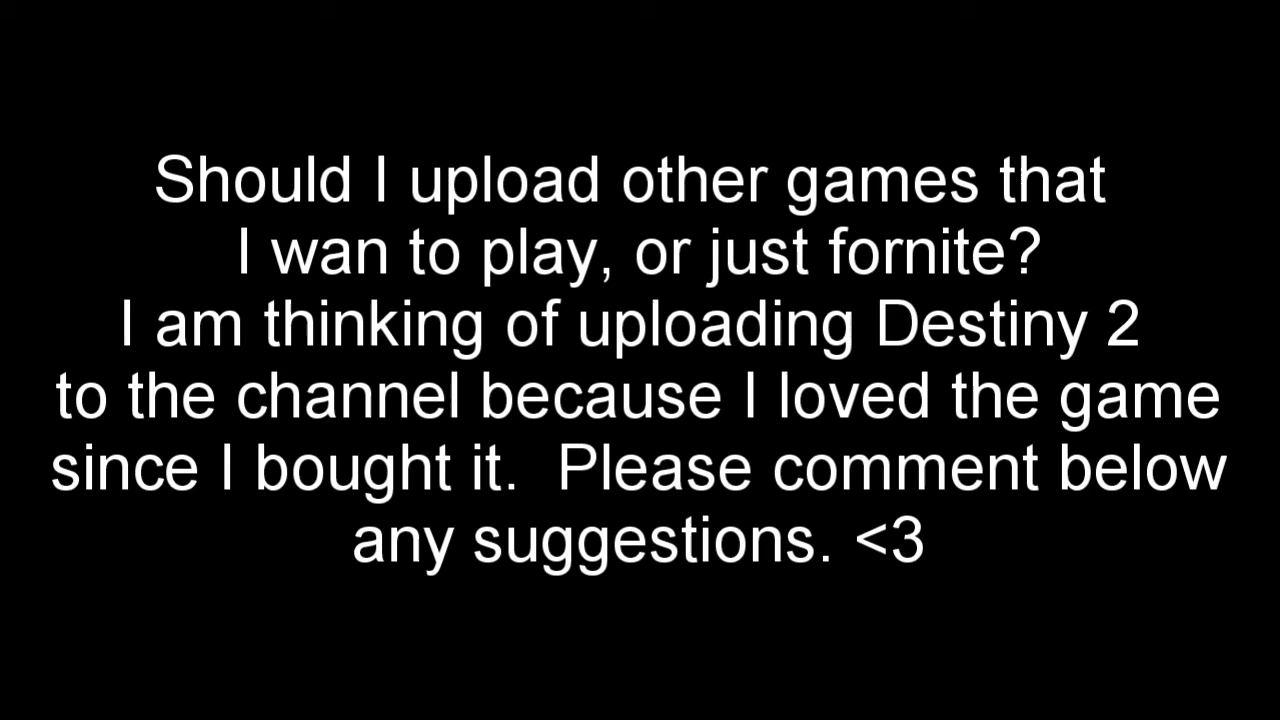 Should I upload other games that
I wan to play, or just fornite?
I am thinking of uploading Destiny 2
to the channel because I loved the game
since I bought it.  Please comment below
any suggestions. <3